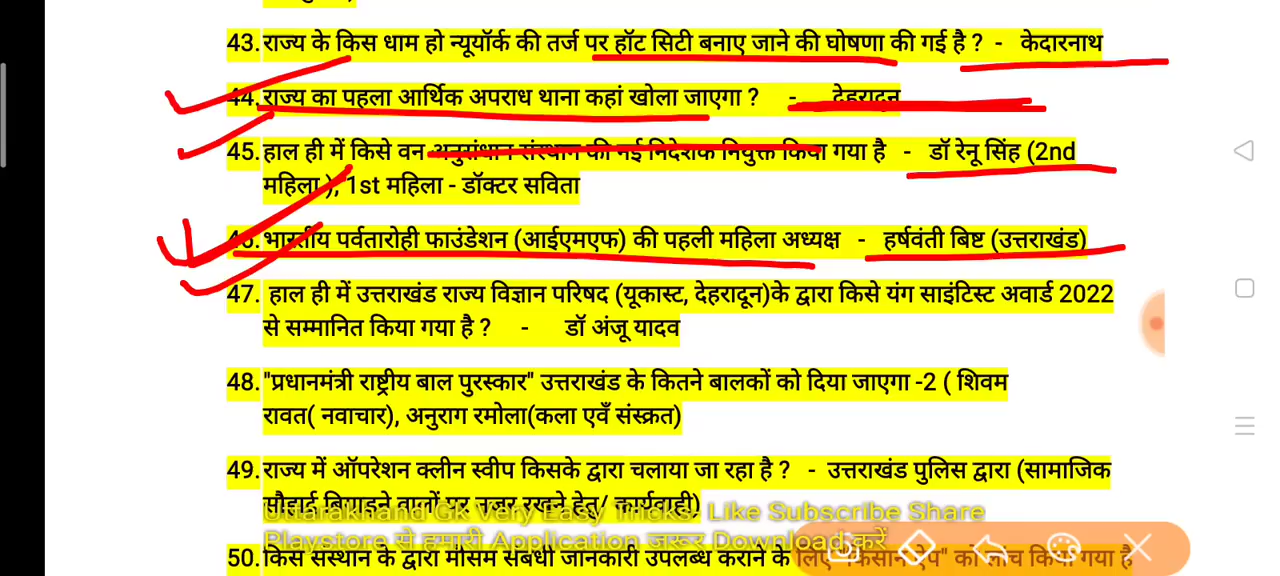 43. राज्य के किस धाम हो न्यूयॉर्क की तर्ज पर हॉट सिटी बनाए जाने की घोषणा की गई है ? - केदारनाथ
44. राज्य का पहला आर्थिक अपराध थाना कहां खोला जाएगा ? - देहरादून
45. हाल ही में किसे वन अनुसंधान संस्थान की नई निदेशक नियुक्त किया गया है - डॉ रेनू सिंह (2nd
महिला ), 1st महिला - डॉक्टर सविता
46. भारतीय पर्वतारोही फाउंडेशन (आईएमएफ) की पहली महिला अध्यक्ष - हर्षवंती बिष्ट (उत्तराखंड)
47. हाल ही में उत्तराखंड राज्य विज्ञान परिषद (यूकास्ट, देहरादून)के द्वारा किसे यंग साइंटिस्ट अवार्ड 2022
से सम्मानित किया गया है ? - डॉ अंजू यादव
48. "प्रधानमंत्री राष्ट्रीय बाल पुरस्कार" उत्तराखंड के कितने बालकों को दिया जाएगा -2 ( शिवम
रावत( नवाचार), अनुराग रमोला(कला एवँ संस्क्रत)
49. राज्य में ऑपरेशन क्लीन स्वीप किसके द्वारा चलाया जा रहा है ? - उत्तराखंड पुलिस द्वारा (सामाजिक
सौहार्द बिगाड़ने वालों पर नजर रखने हेतु/ कार्यवाही)
Uttarakhand Gk Very Easy Tricks. Like Subscribe Share
Playstore से हमारी Application जरूर Download करें
50. किस संस्थान के द्वारा मौसम संबंधी जानकारी उपलब्ध कराने के लिए "किसान ऐप" को लांच किया गया है